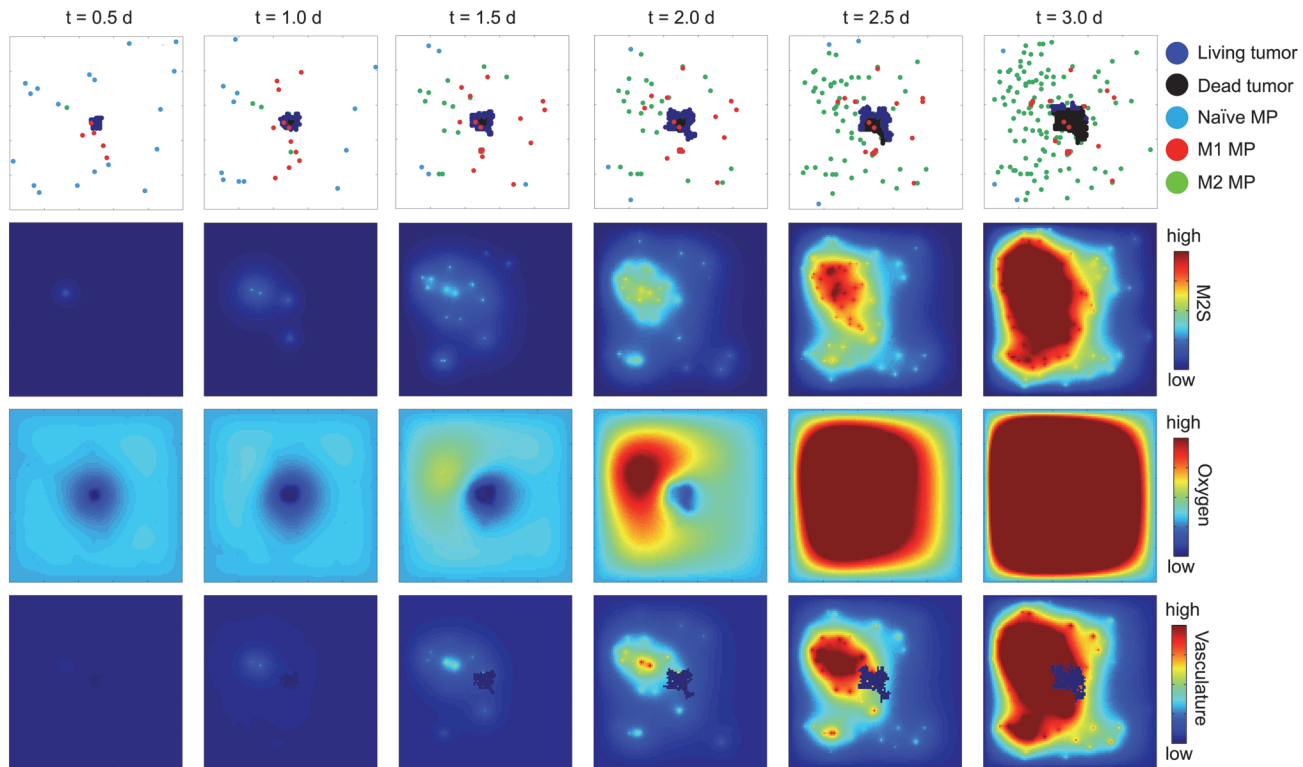 t = 0.5 d
t = 1.0 d
t = 1.5 d
t = 2.0 d
t = 2.5 d
t = 3.0 d
Living tumor
Dead tumor
Naïve MP
M1 MP
M2 MP
high
M2S
low
high
Oxygen
low
high
Vasculature
low